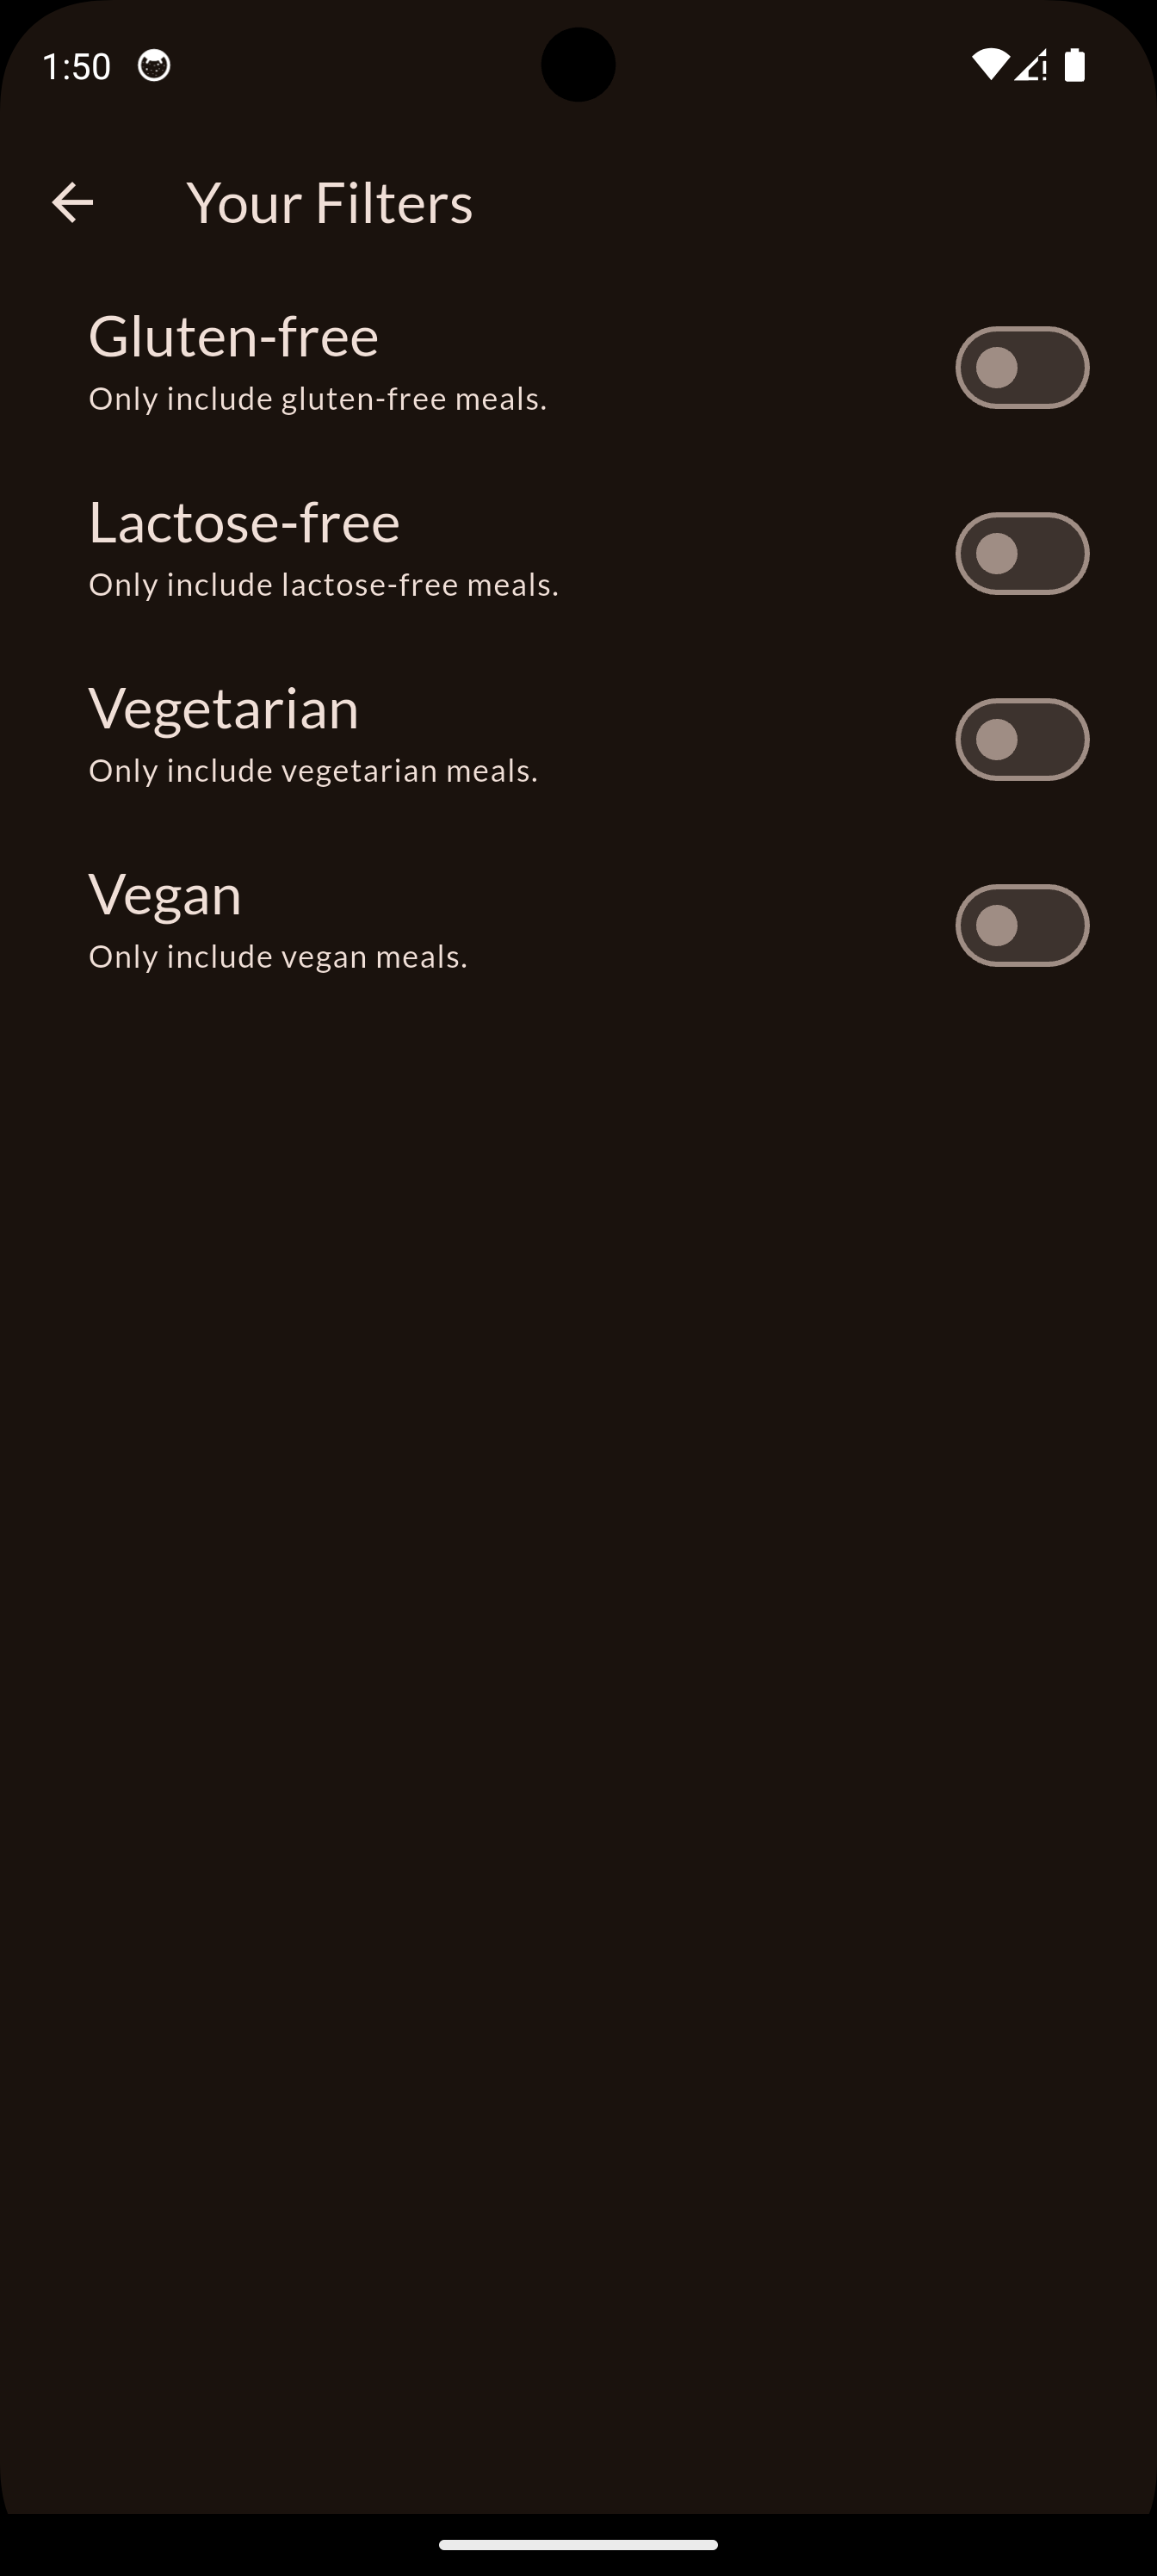 1:50
Your Filters
Gluten-free
Only include gluten-free meals.
Lactose-free
Only include lactose-free meals.
Vegetarian
Only include vegetarian meals.
Vegan
Only include vegan meals.